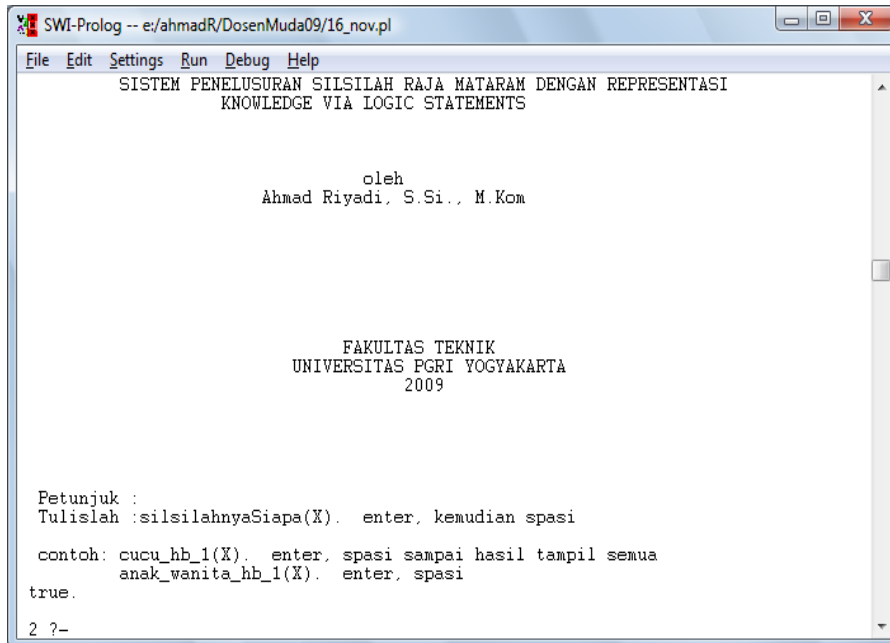 SWI-Prolog -- e:/ahmadR/DosenMuda09/16_nov.pl
File Edit Settings Run Debug Help
SISTEM PENELUSURAN SILSILAH RAJA MATARAM DENGAN REPRESENTASI
KNOWLEDGE VIA LOGIC STATEMENTS
oleh
Ahmad Riyadi, S.Si., M.Kom
FAKULTAS TEKNIK
UNIVERSITAS PGRI YOGYAKARTA
2009
Petunjuk :
Tulislah :silsilahnyaSiapa(X). enter, kemudian spasi
contoh: cucu_hb_1(X). enter, spasi sampai hasil tampil semua
anak_wanita_hb_1(X). enter, spasi
true.
2 ?-